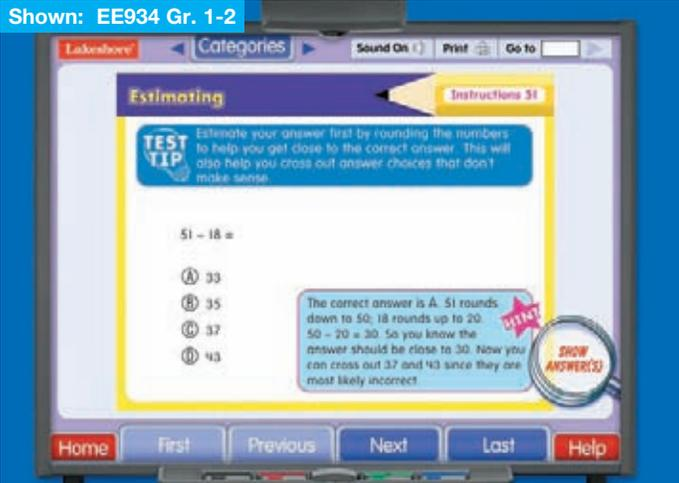 Shown: EE934 Gr. 1-2
Lakeshore
Categories
Sound On
Print
Go to
Estimating
Instructions 51
TEST
TIP
Estimate your answer first by rounding the numbers
to help you get close to the correct answer. This will
also help you cross out answer choices that don't
make sense.
51 – 18 =
A 33
B 35
C 37
D 43
The correct answer is A. 51 rounds
down to 50; 18 rounds up to 20.
50 – 20 = 30. So you know the
answer should be close to 30. Now you
can cross out 37 and 43 since they are
most likely incorrect.
HINT
SHOW
ANSWER(S)
Home
First
Previous
Next
Last
Help